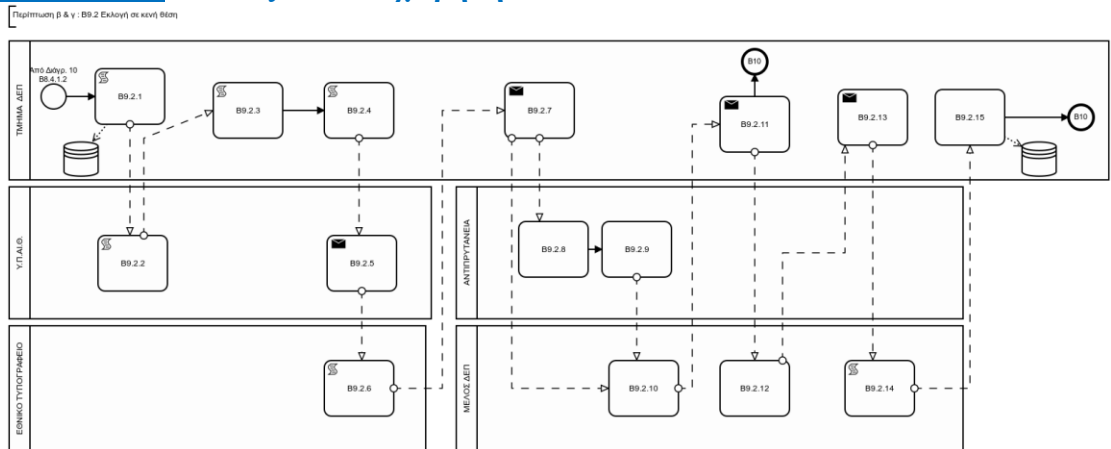 Περίπτωση β & γ : Β9.2 Εκλογή σε κενή θέση
ΤΜΗΜΑ ΔΕΠ
Από Διάγρ. 10
Β8.4.1.2
Β9.2.1
Β9.2.3
Β9.2.4
Β9.2.7
Β10
Β9.2.11
Β9.2.13
Β9.2.15
Β10
Υ.ΠΑΙ.Θ.
Β9.2.2
Β9.2.5
ΑΝΤΙΠΡΥΤΑΝΕΙΑ
Β9.2.8
Β9.2.9
ΕΘΝΙΚΟ ΤΥΠΟΓΡΑΦΕΙΟ
Β9.2.6
ΜΕΛΟΣ ΔΕΠ
Β9.2.10
Β9.2.12
Β9.2.14